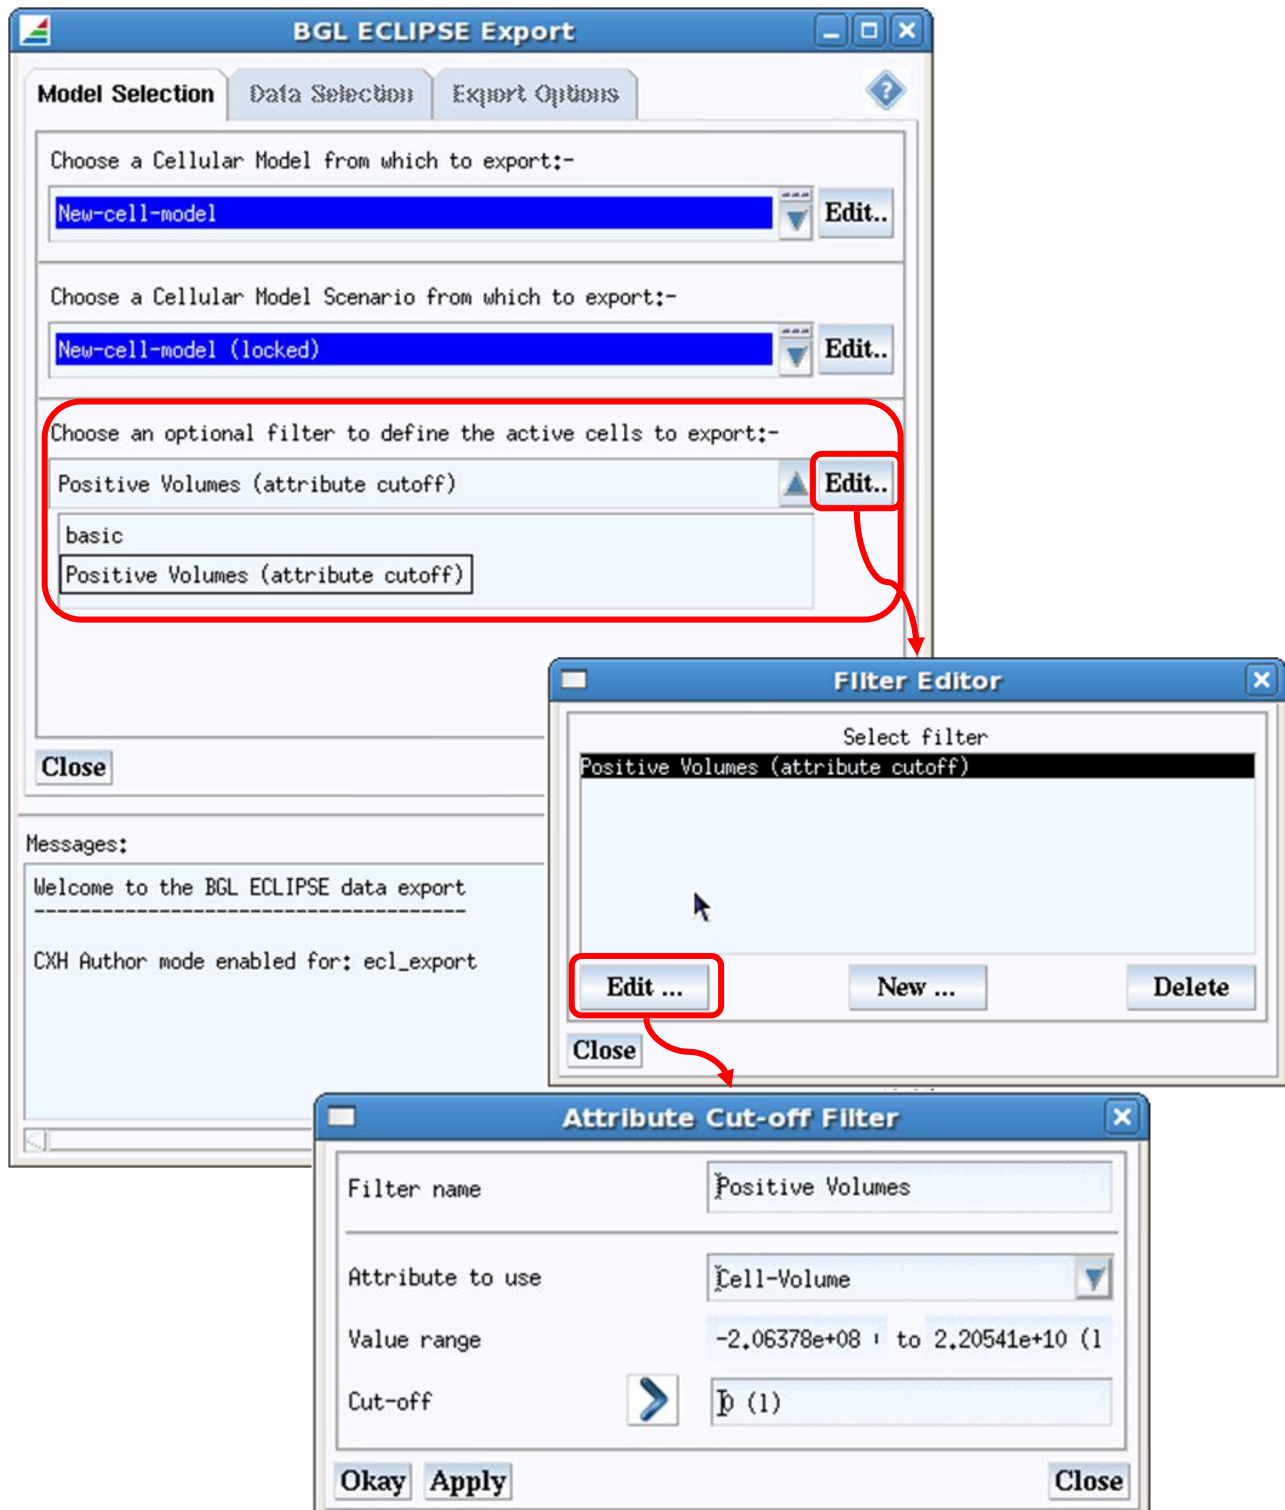 BGL ECLIPSE Export
Model Selection
Data Selection
Export Options
?
Choose a Cellular Model from which to export:-
New-cell-model
Edit..
Choose a Cellular Model Scenario from which to export:-
New-cell-model (locked)
Edit..
Choose an optional filter to define the active cells to export:-
Positive Volumes (attribute cutoff)
Edit..
basic
Positive Volumes (attribute cutoff)
Close
Messages:
Welcome to the BGL ECLIPSE data export
-------------------------------------
CXH Author mode enabled for: ecl_export
Filter Editor
Select filter
Positive Volumes (attribute cutoff)
Edit ...
New ...
Delete
Close
Attribute Cut-off Filter
Filter name
Positive Volumes
Attribute to use
Cell-Volume
Value range
-2.06378e+08
to
2.20541e+10 (l
Cut-off
0 (l)
Okay
Apply
Close